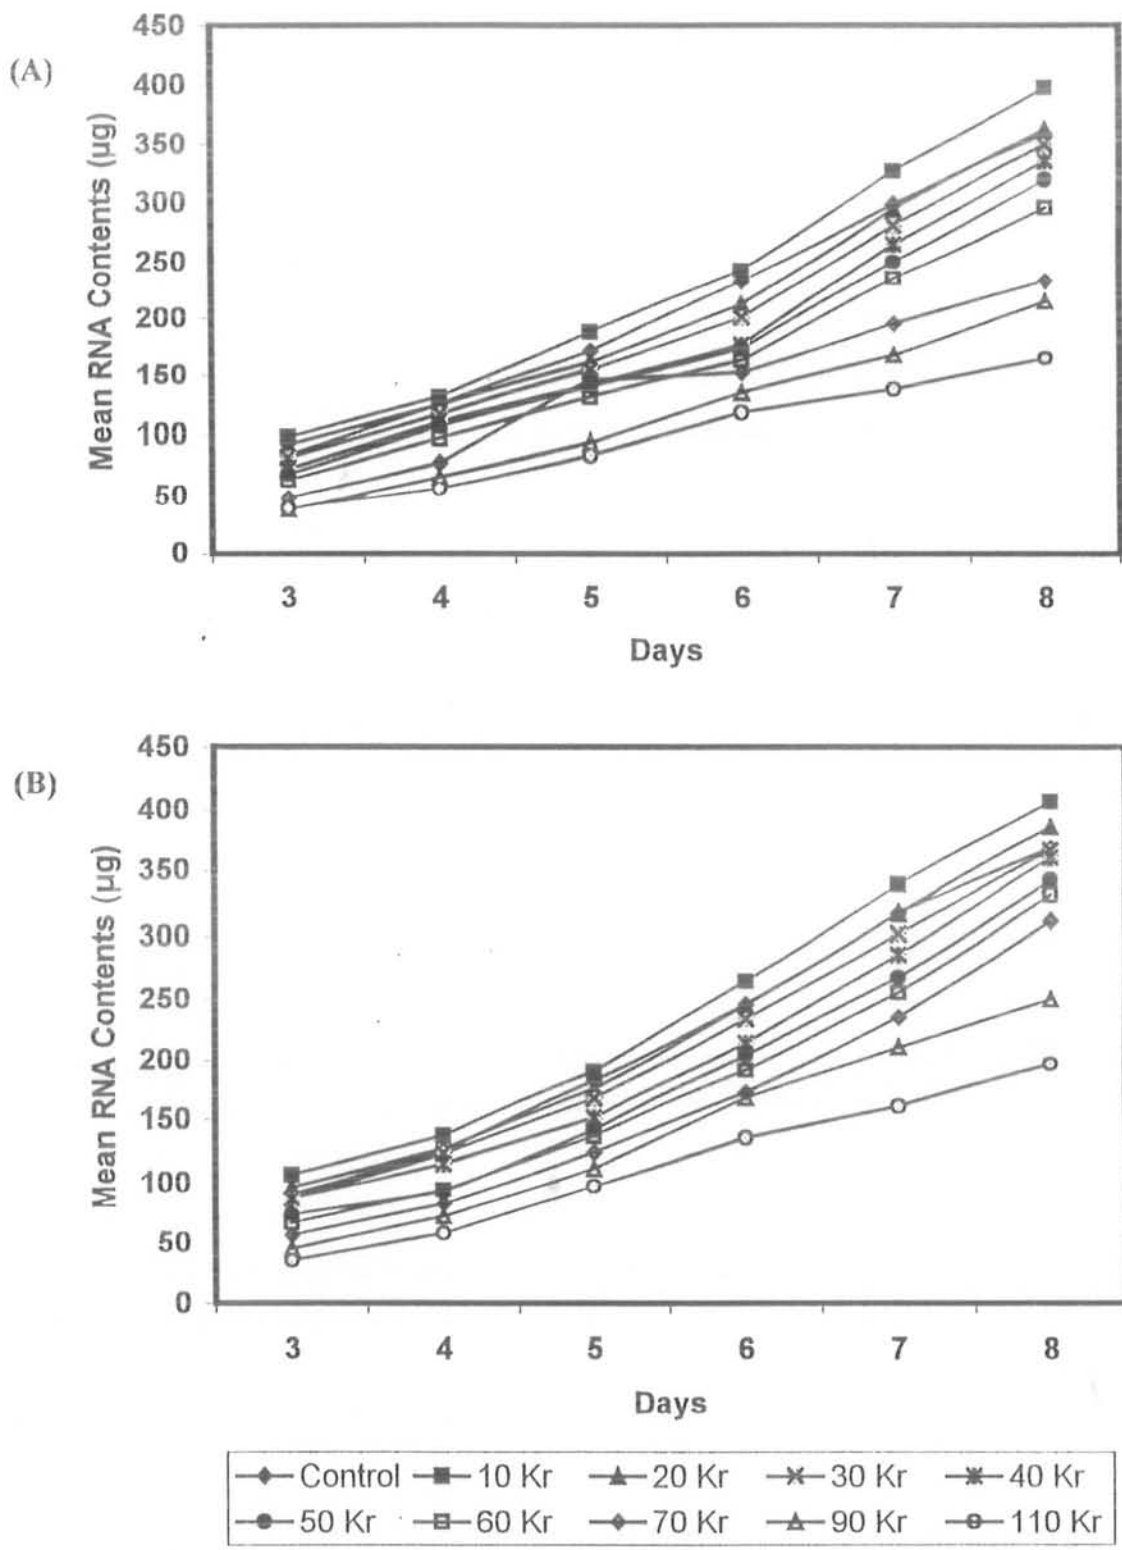 (A)
Mean RNA Contents (µg)
450
400
350
300
250
200
150
100
50
0
3 4 5 6 7 8
Days
(B)
Mean RNA Contents (µg)
450
400
350
300
250
200
150
100
50
0
3 4 5 6 7 8
Days
Control 10 Kr 20 Kr 30 Kr 40 Kr
50 Kr 60 Kr 70 Kr 90 Kr 110 Kr